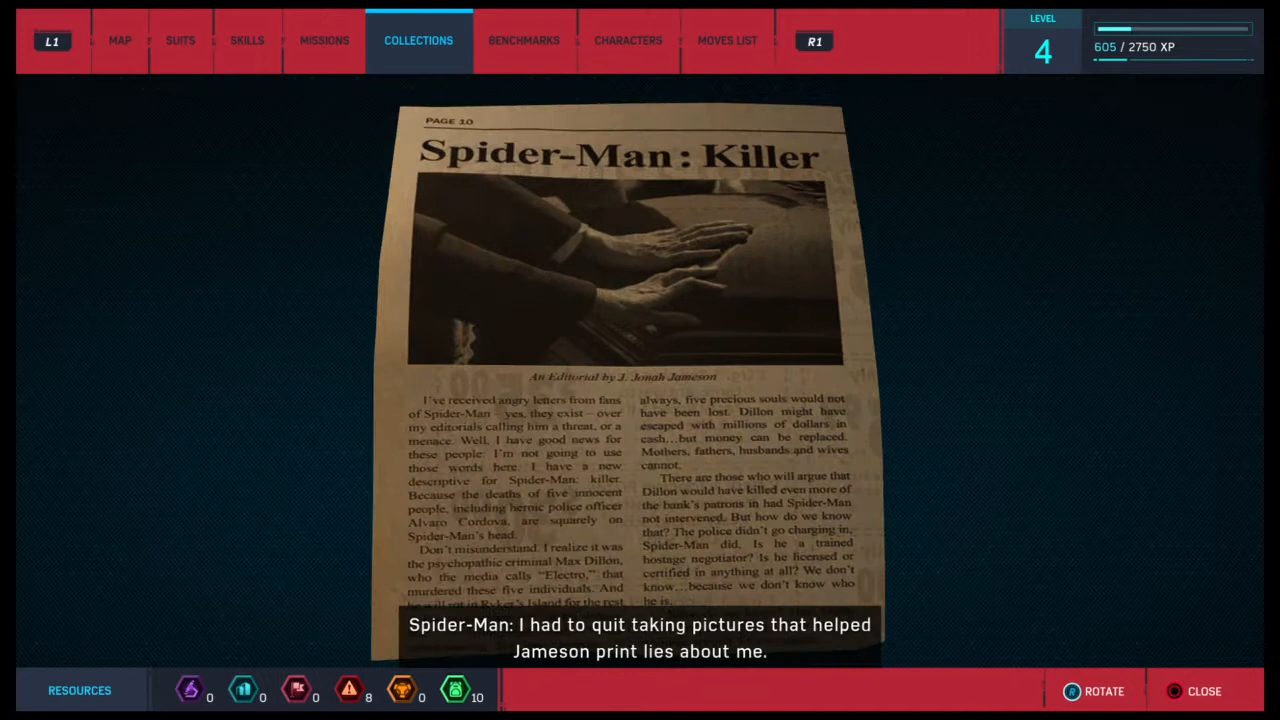 L1
MAP
SUITS
SKILLS
MISSIONS
COLLECTIONS
BENCHMARKS
CHARACTERS
MOVES LIST
R1
LEVEL
4
605 / 2750 XP
PAGE 10
Spider-Man: Killer
An Editorial by J. Jonah Jameson
I've received angry letters from fans
of Spider-Man – yes, they exist – over
my editorials calling him a threat, or a
menace. Well, I have good news for
these people: I'm not going to use
those words here. I have a new
descriptive for Spider-Man: killer.
Because the deaths of five innocent
people, including heroic police officer
Alvaro Cordova, are squarely on
Spider-Man's head.
Don't misunderstand. I realize it was
the psychopathic criminal Max Dillon,
who the media calls "Electro," that
murdered these five individuals. And
he will rot in Ryker's Island for the rest
always, five precious souls would not
have been lost. Dillon might have
escaped with millions of dollars in
cash...but money can be replaced.
Mothers, fathers, husbands and wives
cannot.
There are those who will argue that
Dillon would have killed even more of
the bank's patrons in had Spider-Man
not intervened. But how do we know
that? The police didn't go charging in,
Spider-Man did. Is he a trained
hostage negotiator? Is he licensed or
certified in anything at all? We don't
know...because we don't know who
he is.
Spider-Man: I had to quit taking pictures that helped
Jameson print lies about me.
RESOURCES
0
0
0
8
0
10
R ROTATE
CLOSE